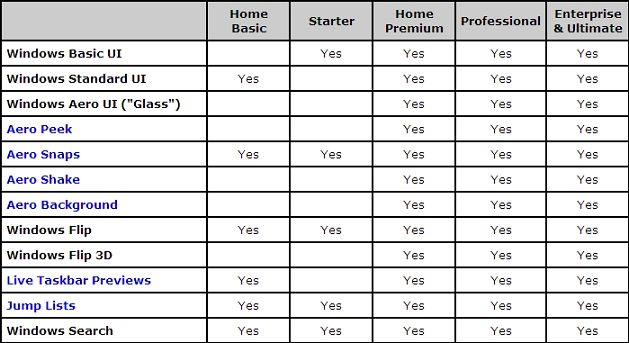 Home Basic Starter Home Premium Professional Enterprise & Ultimate
Windows Basic UI Yes Yes Yes Yes
Windows Standard UI Yes Yes Yes Yes
Windows Aero UI ("Glass") Yes Yes Yes
Aero Peek Yes Yes Yes
Aero Snaps Yes Yes Yes Yes Yes
Aero Shake Yes Yes Yes
Aero Background Yes Yes Yes
Windows Flip Yes Yes Yes Yes Yes
Windows Flip 3D Yes Yes Yes
Live Taskbar Previews Yes Yes Yes Yes
Jump Lists Yes Yes Yes Yes Yes
Windows Search Yes Yes Yes Yes Yes